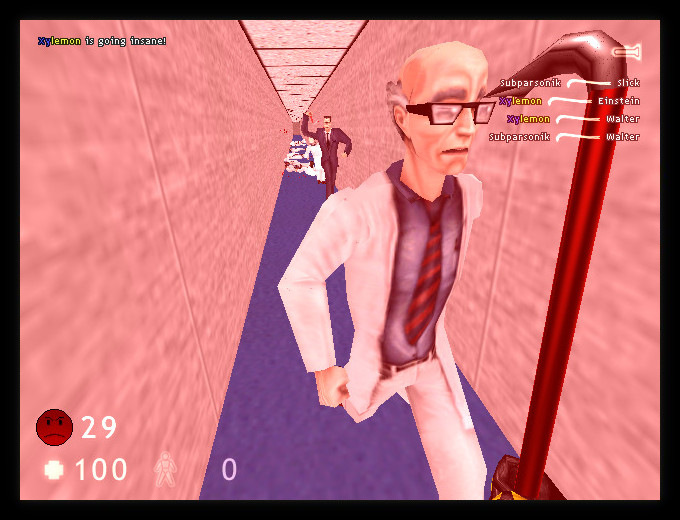 Xylemon is going insane!
Subparsonik Slick
Xylemon Einstein
Xylemon Walter
Subparsonik Walter
29
100 0